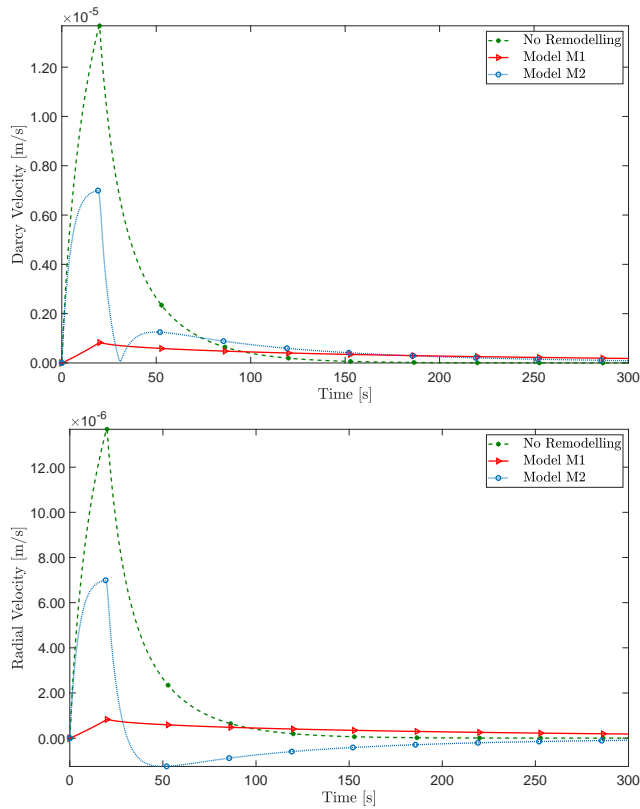 ×10-5
1.20
1.00
0.80
0.60
0.40
0.20
0.00
Darcy Velocity [m/s]
No Remodelling
Model M1
Model M2
0 50 100 150 200 250 300
Time [s]
×10-6
12.00
10.00
8.00
6.00
4.00
2.00
0.00
Radial Velocity [m/s]
No Remodelling
Model M1
Model M2
0 50 100 150 200 250 300
Time [s]